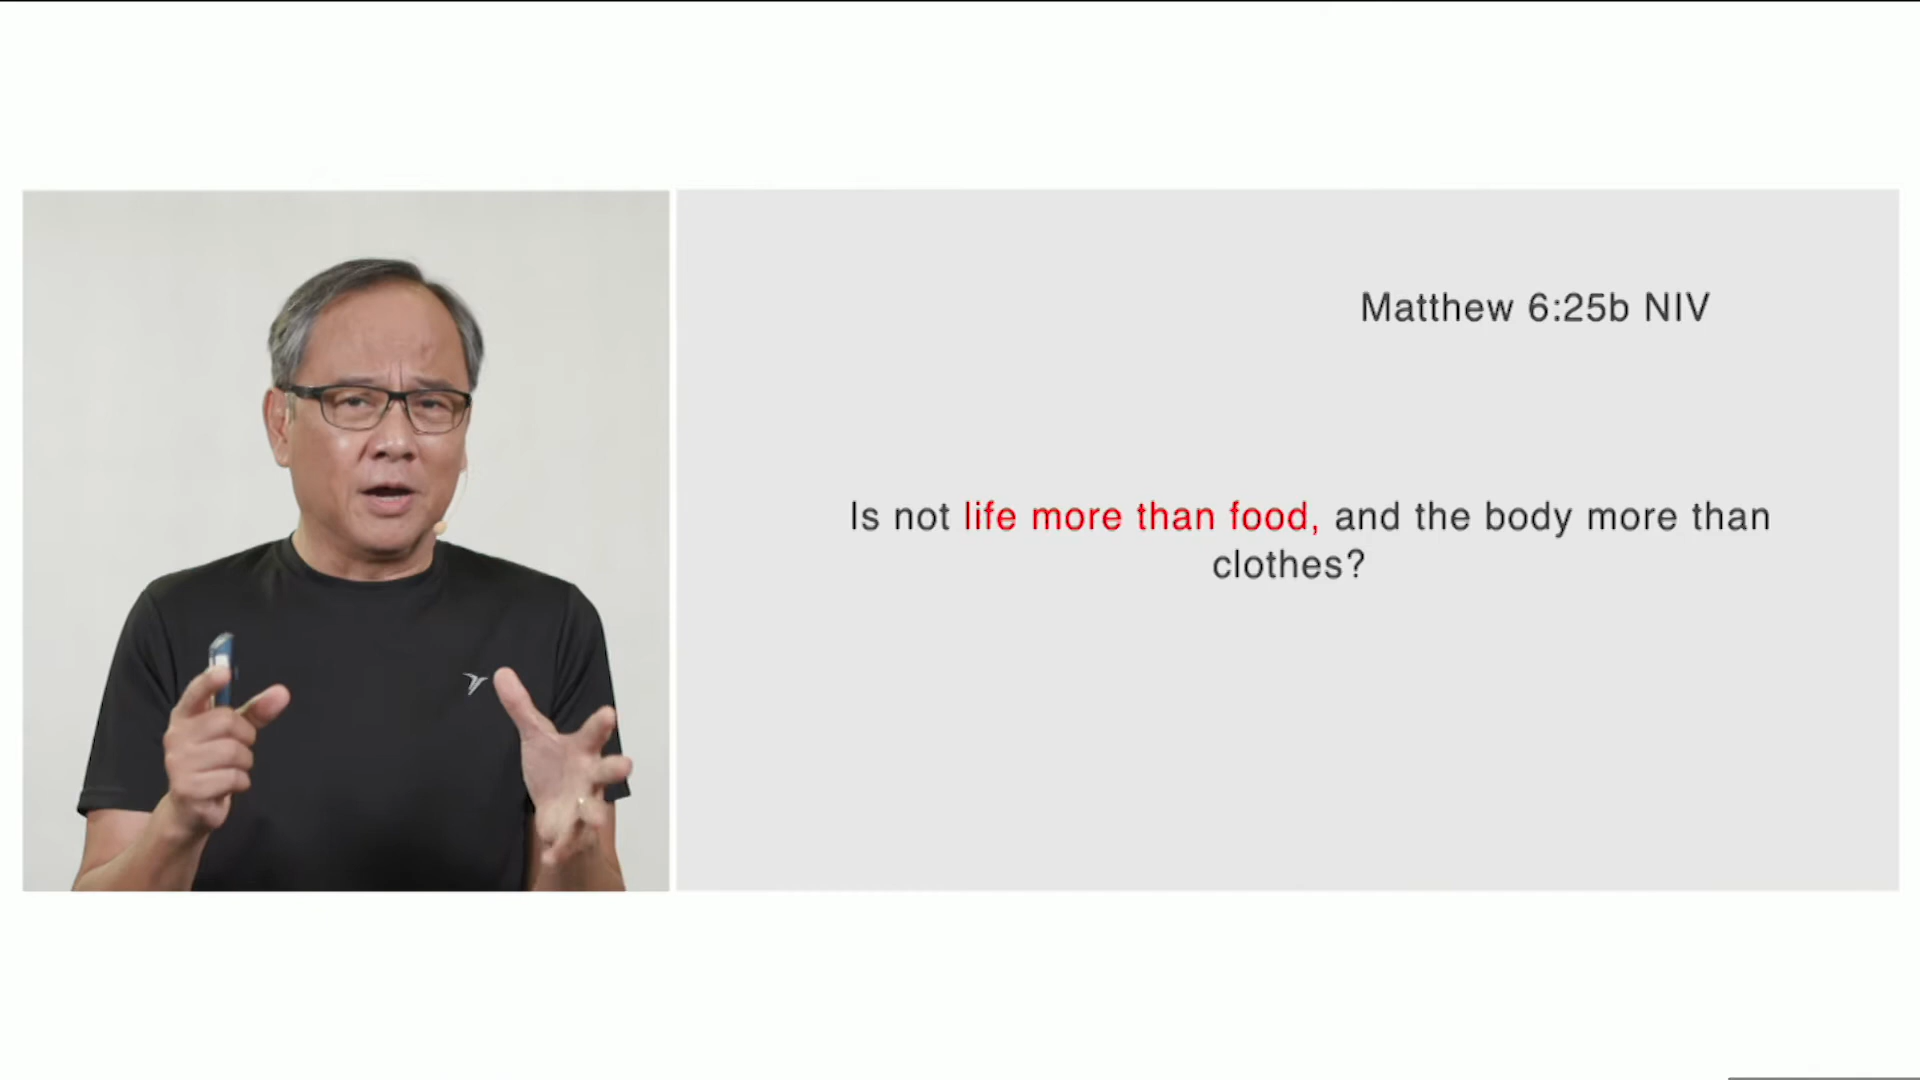 Matthew 6:25b NIV
Is not life more than food, and the body more than
clothes?